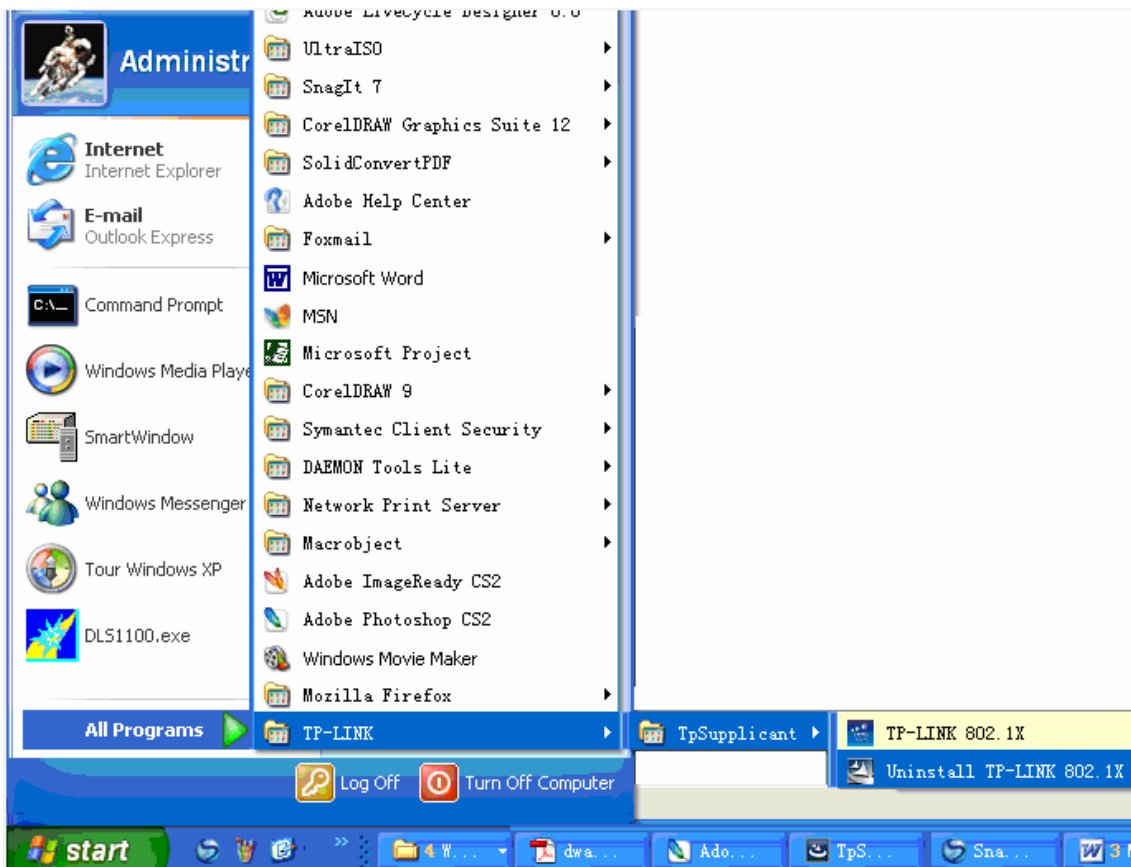 Administr
Internet
Internet Explorer
E-mail
Outlook Express
C:\_
Command Prompt
Windows Media Playe
SmartWindow
Windows Messenger
Tour Windows XP
DLS1100.exe
All Programs
Adobe LiveCycle Designer
UltraISO
SnagIt 7
CorelDRAW Graphics Suite 12
SolidConvertPDF
Adobe Help Center
Foxmail
Microsoft Word
MSN
Microsoft Project
CorelDRAW 9
Symantec Client Security
DAEMON Tools Lite
Network Print Server
Macrobject
Adobe ImageReady CS2
Adobe Photoshop CS2
Windows Movie Maker
Mozilla Firefox
TP-LINK
TpSupplicant
TP-LINK 802.1X
Uninstall TP-LINK 802.1X
Log Off
Turn Off Computer
start
»
4 W...
dwa...
Ado...
TpS...
Sna...
3 M